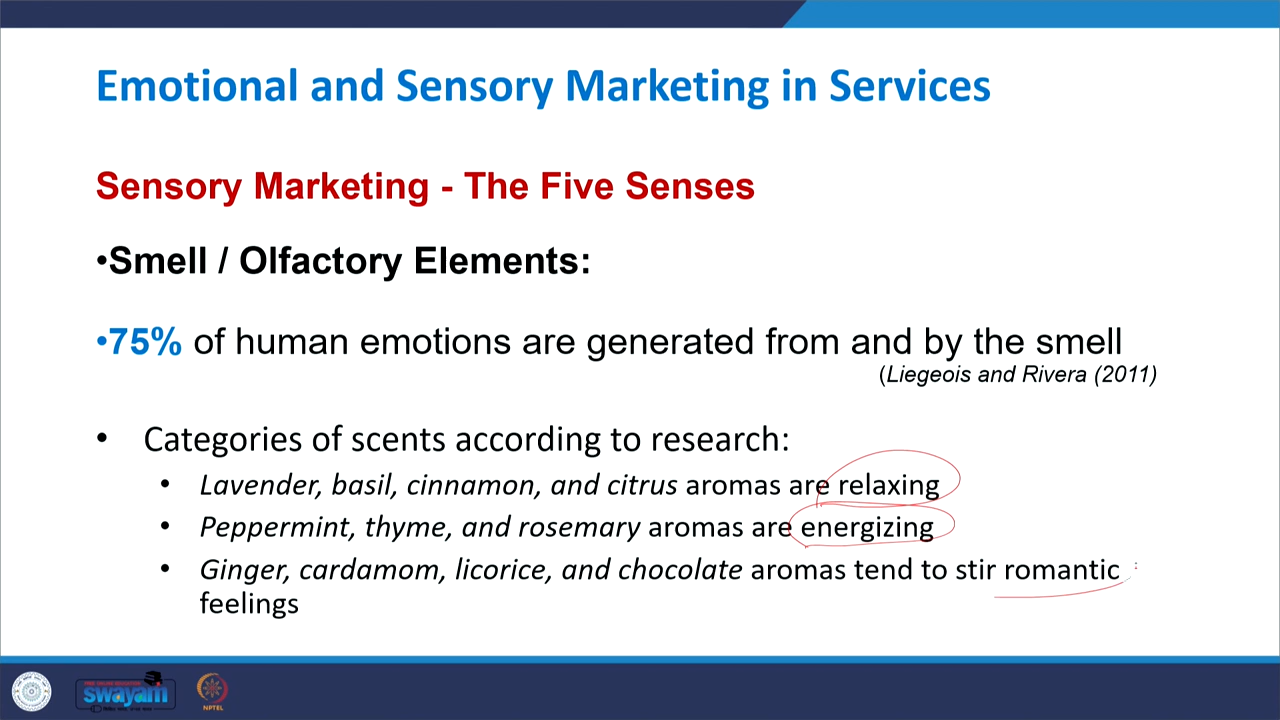 Emotional and Sensory Marketing in Services
Sensory Marketing - The Five Senses
•Smell / Olfactory Elements:
•75% of human emotions are generated from and by the smell
(Liegeois and Rivera (2011)
• Categories of scents according to research:
• Lavender, basil, cinnamon, and citrus aromas are relaxing
• Peppermint, thyme, and rosemary aromas are energizing
• Ginger, cardamom, licorice, and chocolate aromas tend to stir romantic
feelings
swayam
NPTEL